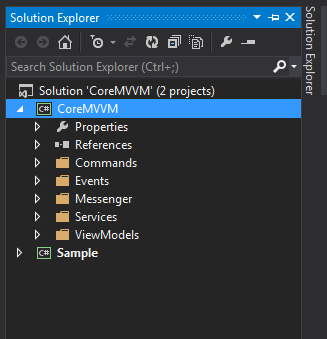 Solution Explorer
Search Solution Explorer (Ctrl+;)
Solution 'CoreMVVM' (2 projects)
C# CoreMVVM
Properties
References
Commands
Events
Messenger
Services
ViewModels
C# Sample
Solution Explorer